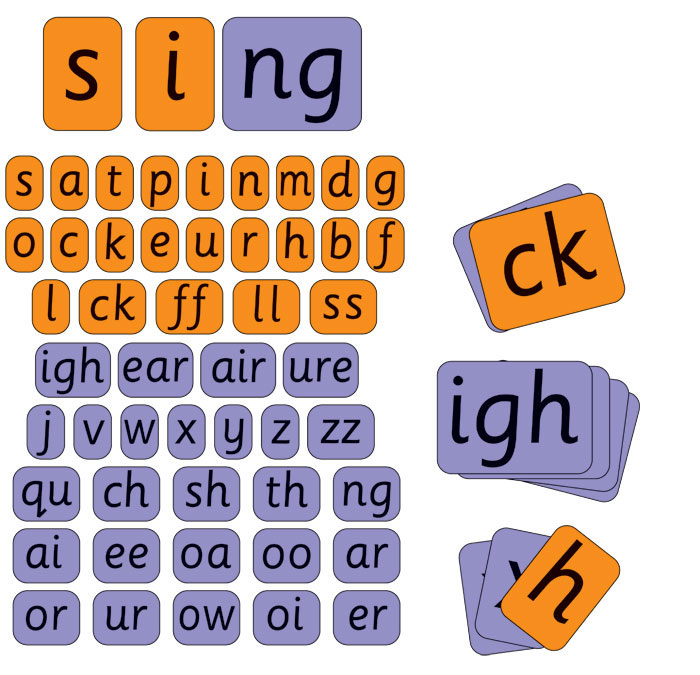 s i ng
s a t p i n m d g
o c k e u r h b f
l ck ff ll ss
igh ear air ure
j v w x y z zz
qu ch sh th ng
ai ee oa oo ar
or ur ow oi er
ck
igh
h